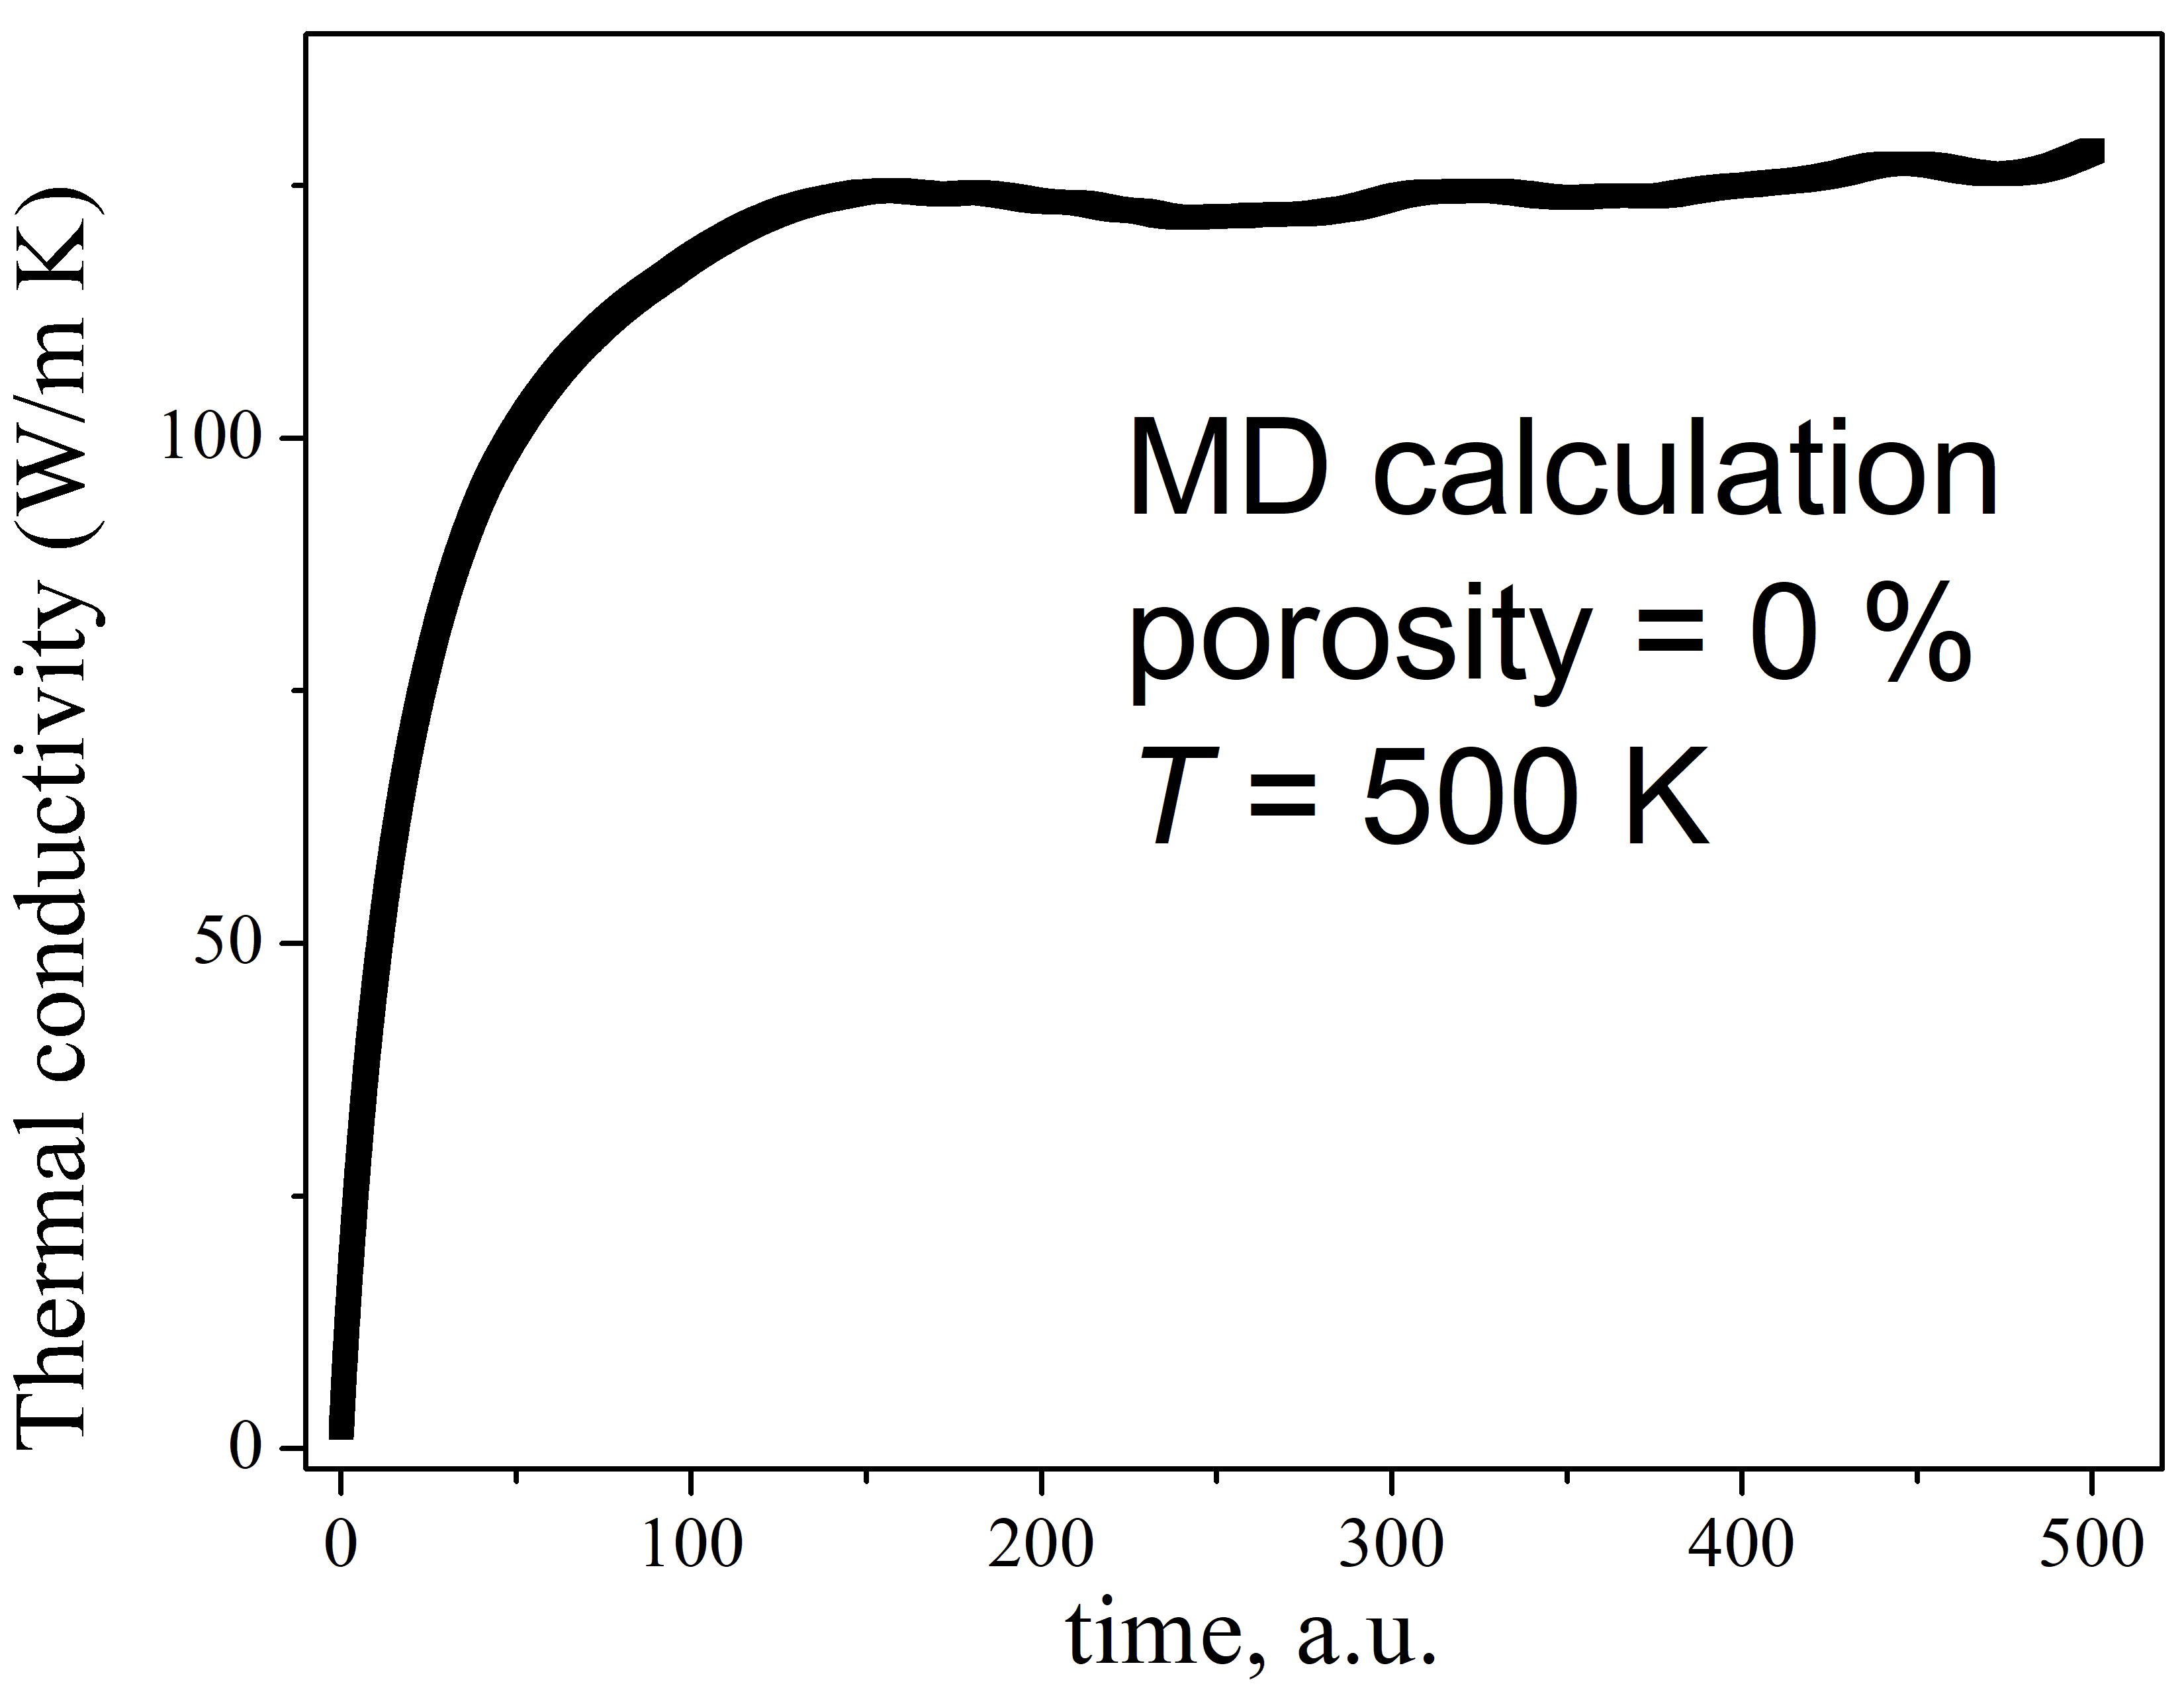 Thermal conductivity (W/m K)
100
50
0
MD calculation
porosity = 0 %
T = 500 K
0 100 200 300 400 500
time, a.u.